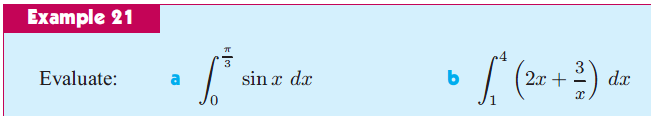 Example 21
Evaluate: a ∫₀^(π/3) sin x dx b ∫₁⁴ (2x + 3/x) dx